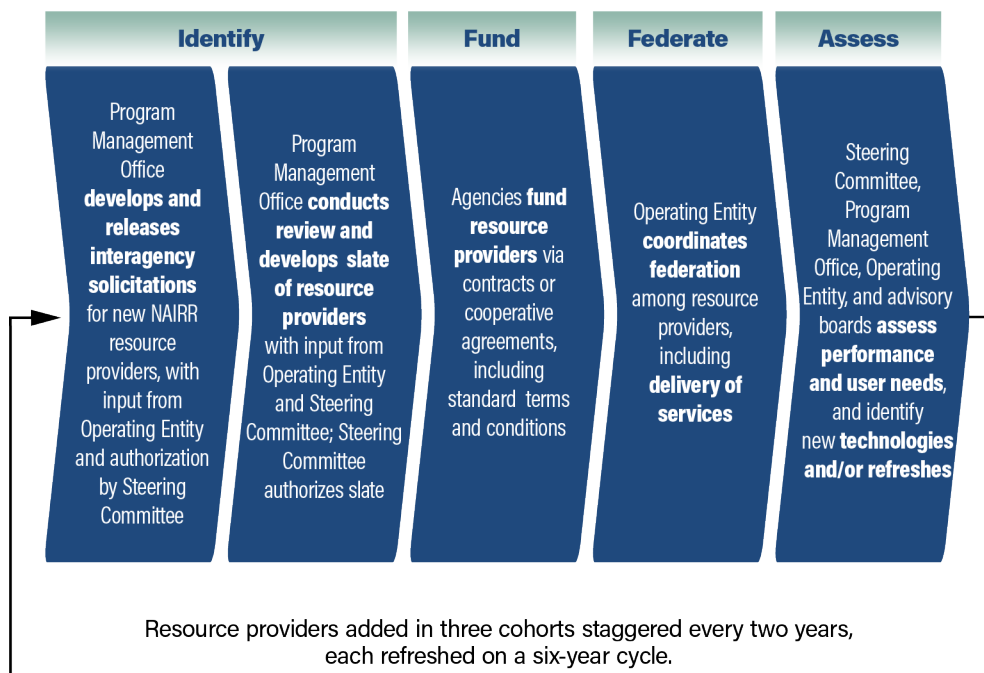 Identify
Program
Management
Office
develops and
releases
interagency
solicitations
for new NAIRR
resource
providers, with
input from
Operating Entity
and authorization
by Steering
Committee
Program
Management
Office conducts
review and
develops slate
of resource
providers
with input from
Operating Entity
and Steering
Committee; Steering
Committee
authorizes slate
Fund
Agencies fund
resource
providers via
contracts or
cooperative
agreements,
including
standard terms
and conditions
Federate
Operating Entity
coordinates
federation
among resource
providers,
including
delivery of
services
Assess
Steering
Committee,
Program
Management
Office, Operating
Entity, and advisory
boards assess
performance
and user needs,
and identify
new technologies
and/or refreshes
Resource providers added in three cohorts staggered every two years,
each refreshed on a six-year cycle.